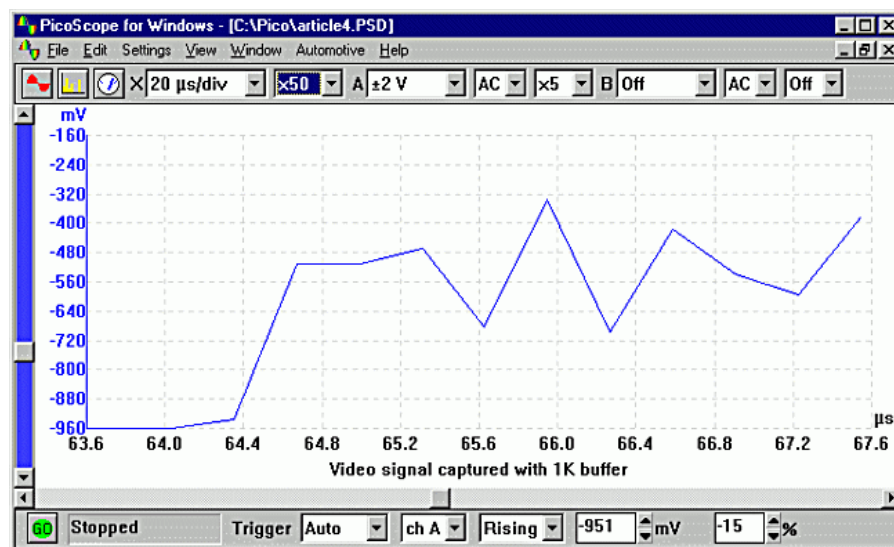 PicoScope for Windows - [C:\Pico\article4.PSD]
File Edit Settings View Window Automotive Help
X 20 µs/div x50 A ±2 V AC x5 B Off AC Off
mV
-160
-240
-320
-400
-480
-560
-640
-720
-800
-880
-960
µs
63.6 64.0 64.4 64.8 65.2 65.6 66.0 66.4 66.8 67.2 67.6
Video signal captured with 1K buffer
GO Stopped Trigger Auto ch A Rising -951 mV -15 %